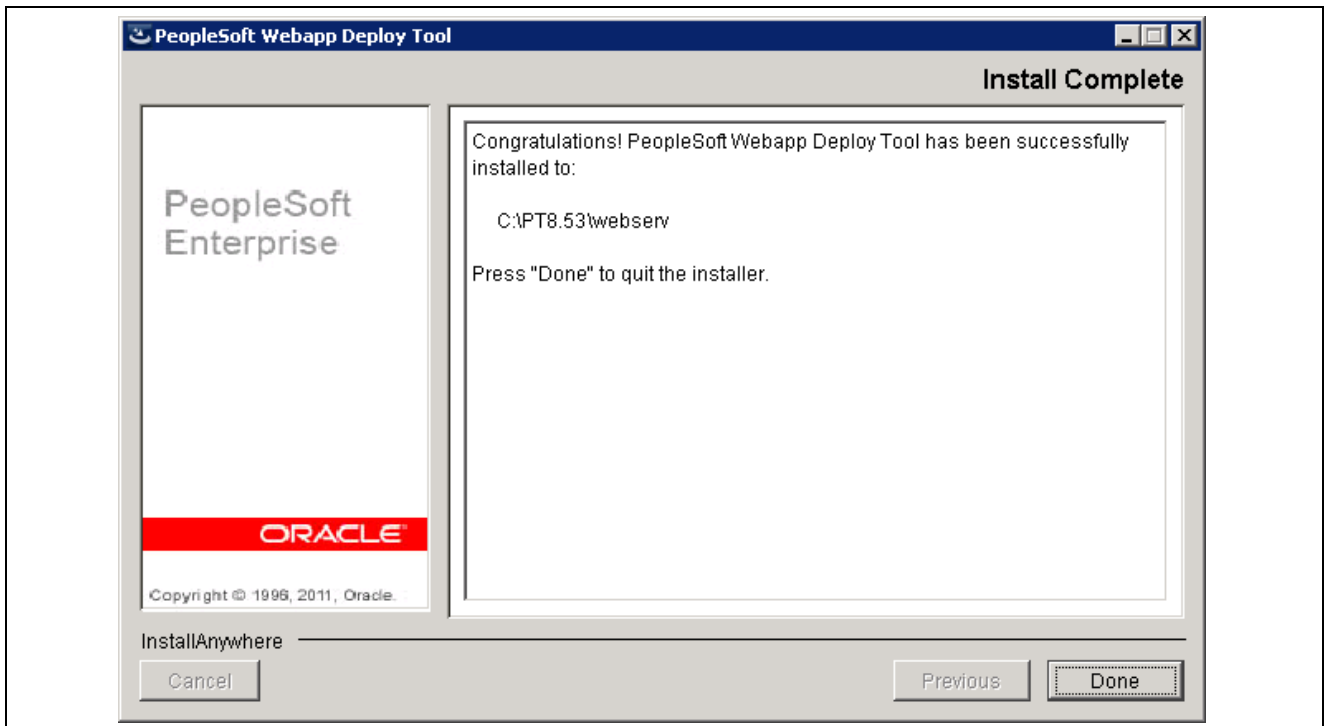 PeopleSoft Webapp Deploy Tool
Install Complete
Congratulations! PeopleSoft Webapp Deploy Tool has been successfully
installed to:
C:\PT8.53\webserv
Press "Done" to quit the installer.
PeopleSoft
Enterprise
ORACLE
Copyright © 1996, 2011, Oracle.
InstallAnywhere
Cancel
Previous
Done